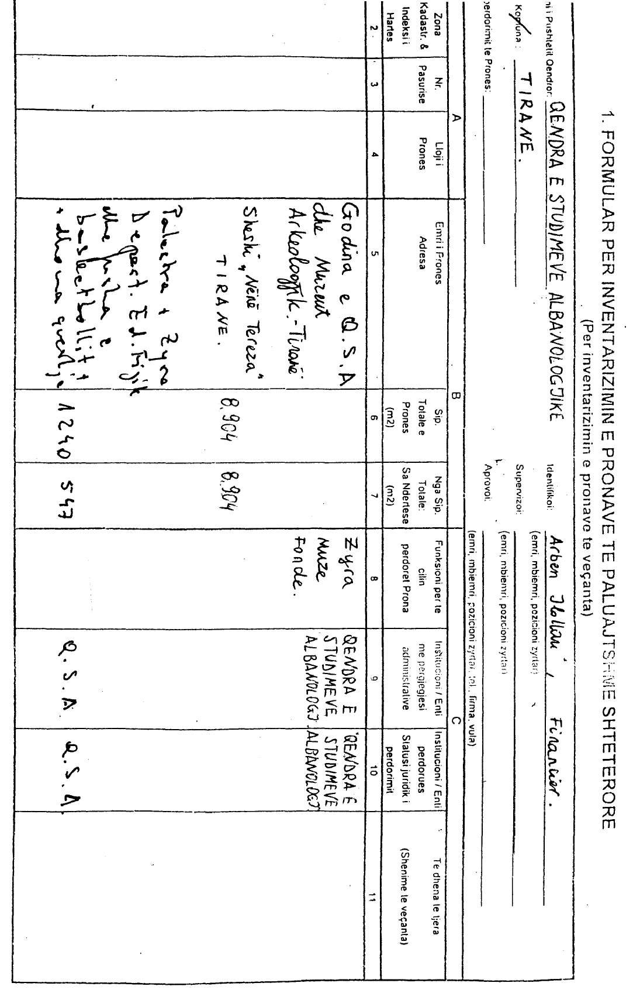 1. FORMULAR PER INVENTARIZIMIN E PRONAVE TE PALUAJTSHME SHTETERORE
(Per inventarizimin e pronave te veçanta)
ni i Pushtetit Qendror: QENDRA E STUDIMEVE ALBANOLOGJIKE
Komuna : TIRANE.
perdorimit te Prones:
Identifikoi: Arben , Financier.
(emri, mbiemri, pozicioni zyrtar)
Supervizoi:
(emri, mbiemri, pozicioni zyrtar)
Aprovoi:
(emri, mbiemri, pozicioni zyrtar, tel., firma, vula)
A B C
Zona Kadastr. & Indeksi i Hartes
Nr. Pasurise
Lloji i Prones
Emri i Prones Adresa
Sip. Totale e Prones (m2)
Nga Sip. Totale: Sa Ndertese (m2)
Funksioni per te cilin perdoret Prona
Institucioni / Enti me pergjegjesi administrative
Institucioni / Enti perdorues Statusi juridik i perdorimit
Te dhena te tjera (Shenime te veçanta)
2 3 4 5 6 7 8 9 10 11
Godina e Q.S.A
dhe Muzeut
Arkeologjik.-Tiranë
Sheshi „Nënë Tereza"
TIRANE.
8.904
8.904
Zyra
Muze
Fonde.
QENDRA E
STUDIMEVE
ALBANOLOGJ.
QENDRA E
STUDIMEVE
ALBANOLOGJ
Palestra + Zyra
Depart. Ed. Fizik
dhe fusha e
basketbollit +
+ dhoma
1240
547
Q.S.A
Q.S.A.